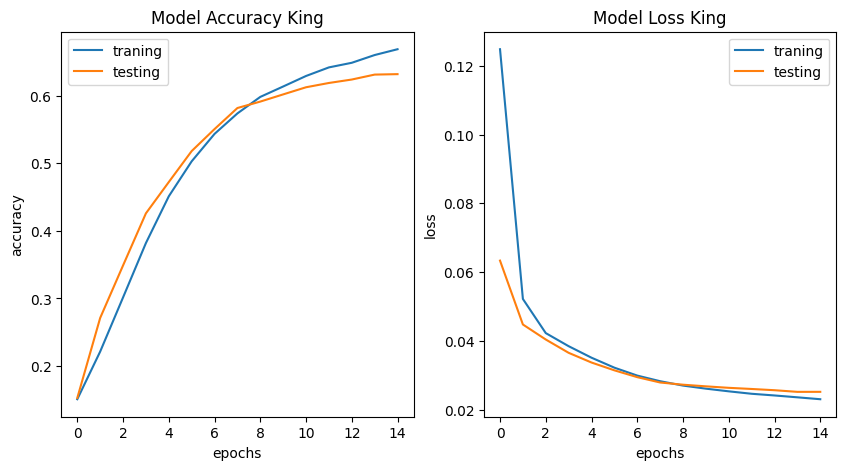 Model Accuracy King
traning
testing
0.6
0.5
0.4
0.3
0.2
accuracy
0 2 4 6 8 10 12 14
epochs
Model Loss King
traning
testing
0.12
0.10
0.08
0.06
0.04
0.02
loss
0 2 4 6 8 10 12 14
epochs